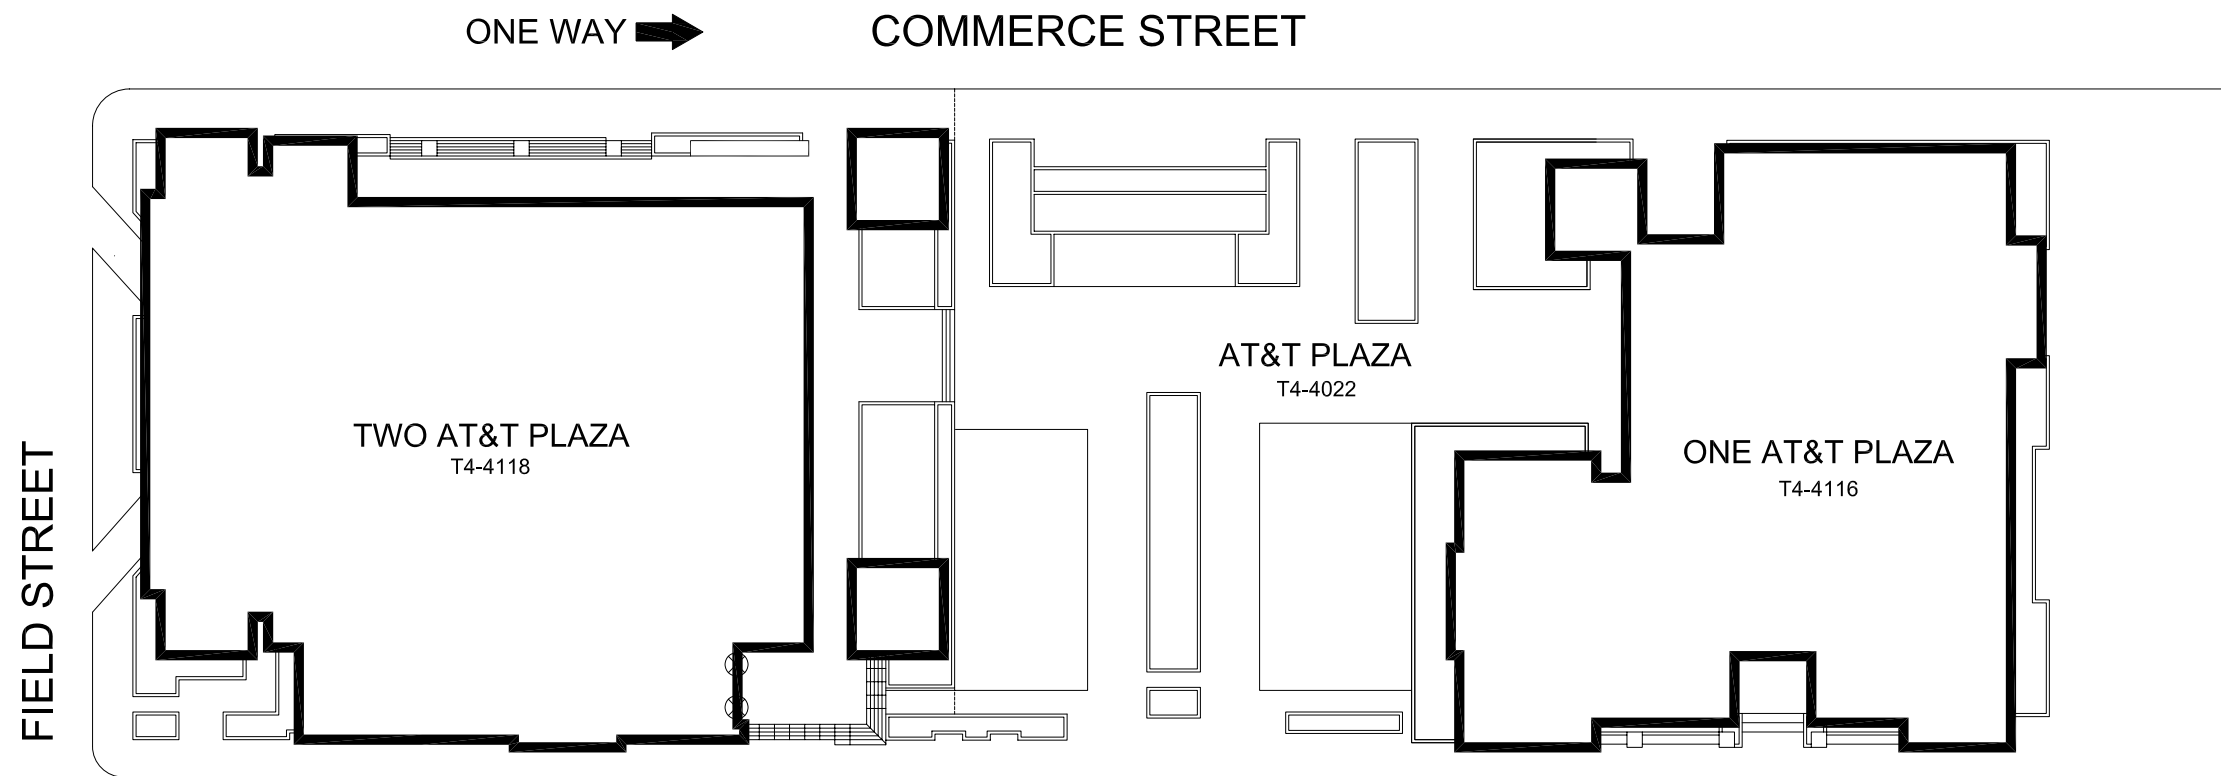 ONE WAY
COMMERCE STREET
AT&T PLAZA
T4-4022
TWO AT&T PLAZA
T4-4118
ONE AT&T PLAZA
T4-4116
FIELD STREET